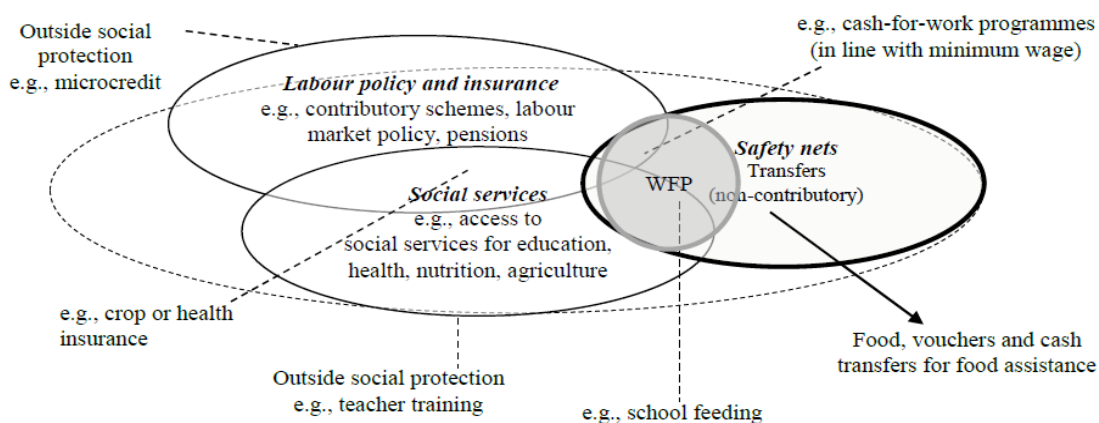 Outside social
protection
e.g., microcredit
e.g., cash-for-work programmes
(in line with minimum wage)
Labour policy and insurance
e.g., contributory schemes, labour
market policy, pensions
Safety nets
Transfers
(non-contributory)
WFP
Social services
e.g., access to
social services for education,
health, nutrition, agriculture
e.g., crop or health
insurance
Food, vouchers and cash
transfers for food assistance
Outside social protection
e.g., teacher training
e.g., school feeding